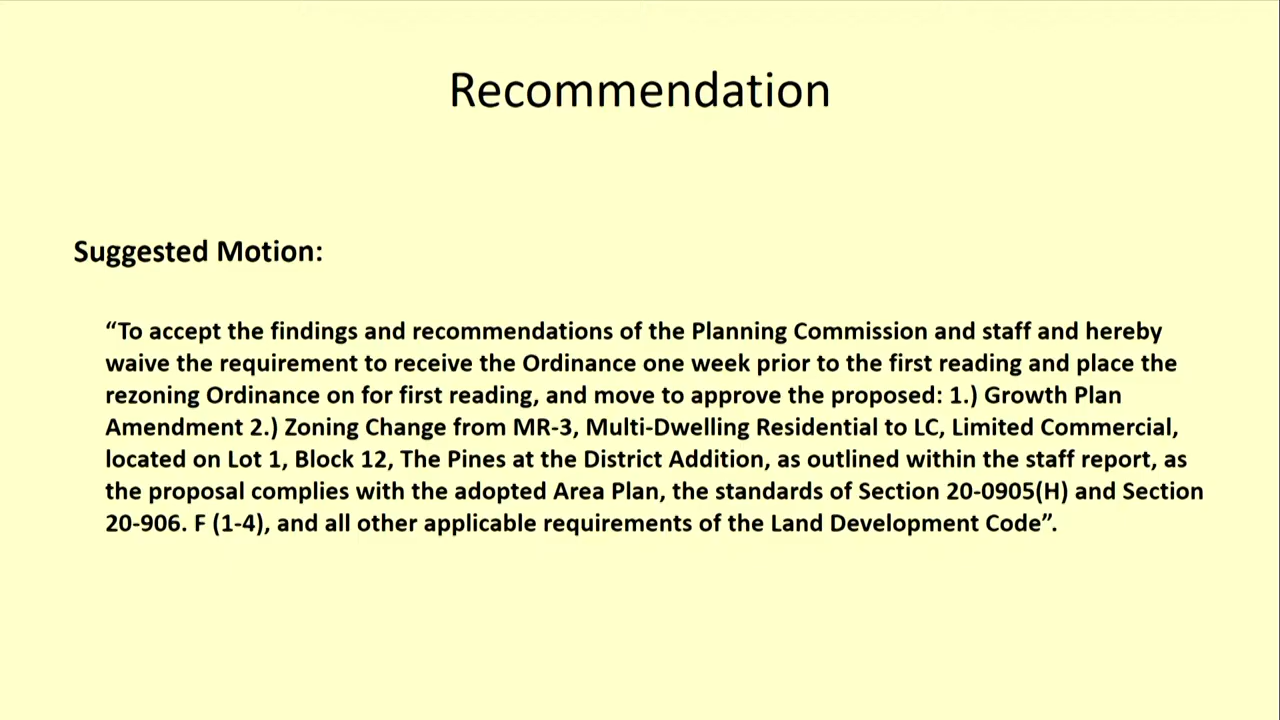 Recommendation
Suggested Motion:
“To accept the findings and recommendations of the Planning Commission and staff and hereby
waive the requirement to receive the Ordinance one week prior to the first reading and place the
rezoning Ordinance on for first reading, and move to approve the proposed: 1.) Growth Plan
Amendment 2.) Zoning Change from MR-3, Multi-Dwelling Residential to LC, Limited Commercial,
located on Lot 1, Block 12, The Pines at the District Addition, as outlined within the staff report, as
the proposal complies with the adopted Area Plan, the standards of Section 20-0905(H) and Section
20-906. F (1-4), and all other applicable requirements of the Land Development Code”.